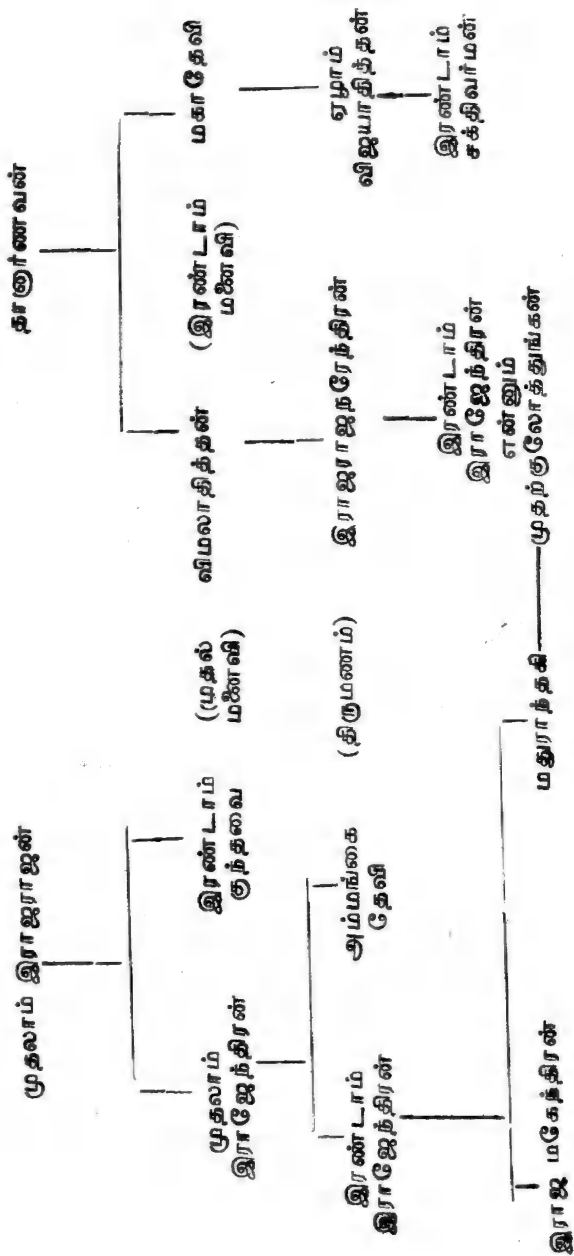 முதலாம் இராஜராஜன்
தானார்ணவன்
முதலாம்
இராஜேந்திரன்
இரண்டாம்
குந்தவை
((முதல்
மனைவி)
விமலாதித்தன்
(இரண்டாம்
மனைவி)
மகாதேவி
இரண்டாம்
இராஜேந்திரன்
அம்மங்கை
தேவி
(திருமணம்)
இராஜராஜநரேந்திரன்
ஏழாம்
விஜயாதித்தன்
இரண்டாம்
இராஜேந்திரன்
என்னும்
முதற்குலோத்துங்கன்
இரண்டாம்
சக்திவர்மன்
இராஜ மகேந்திரன்
மதுராந்தகி